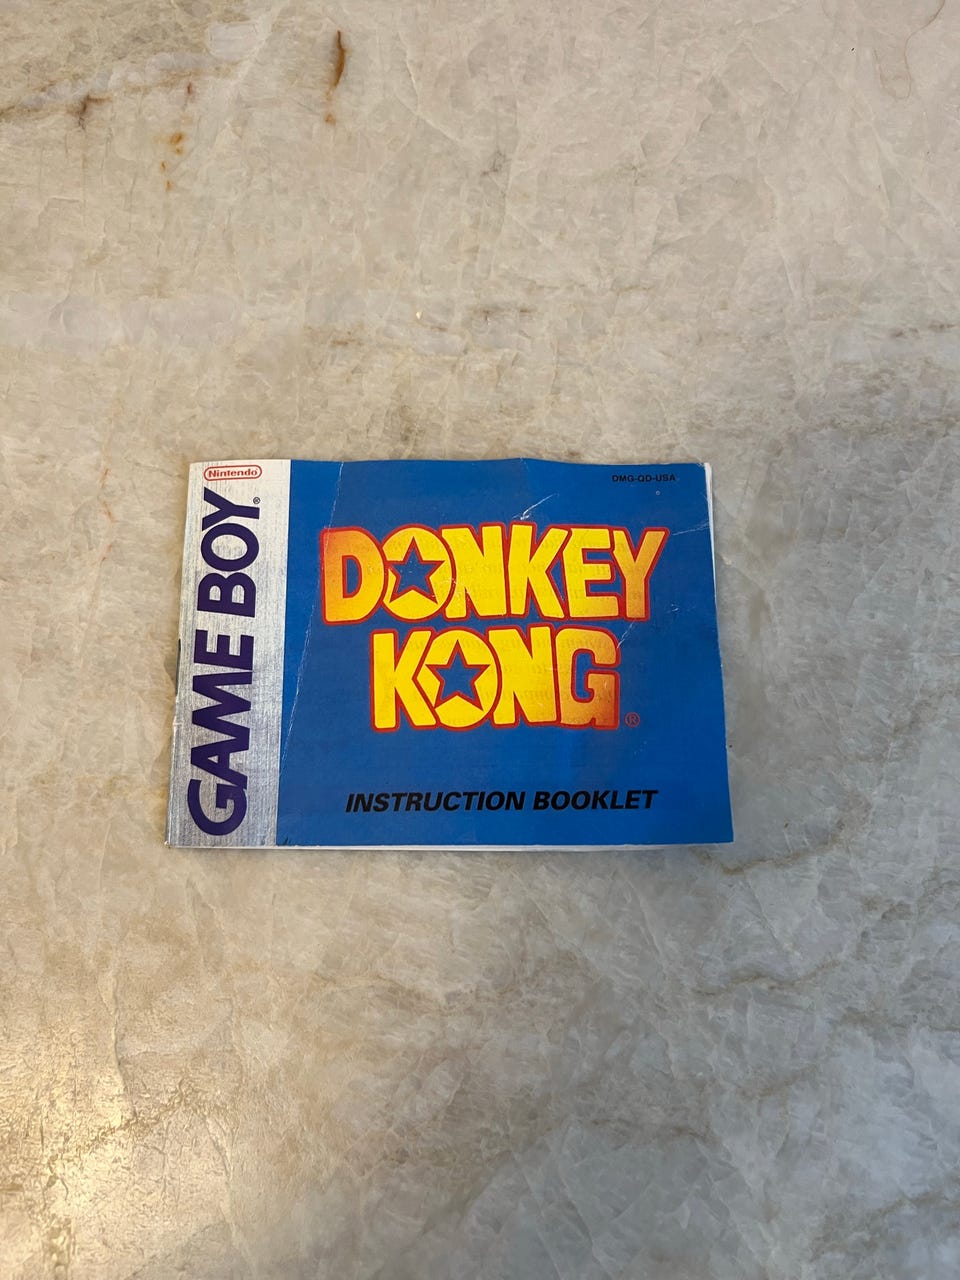 Nintendo
GAME BOY®
DMG-QD-USA
DONKEY
KONG®
INSTRUCTION BOOKLET